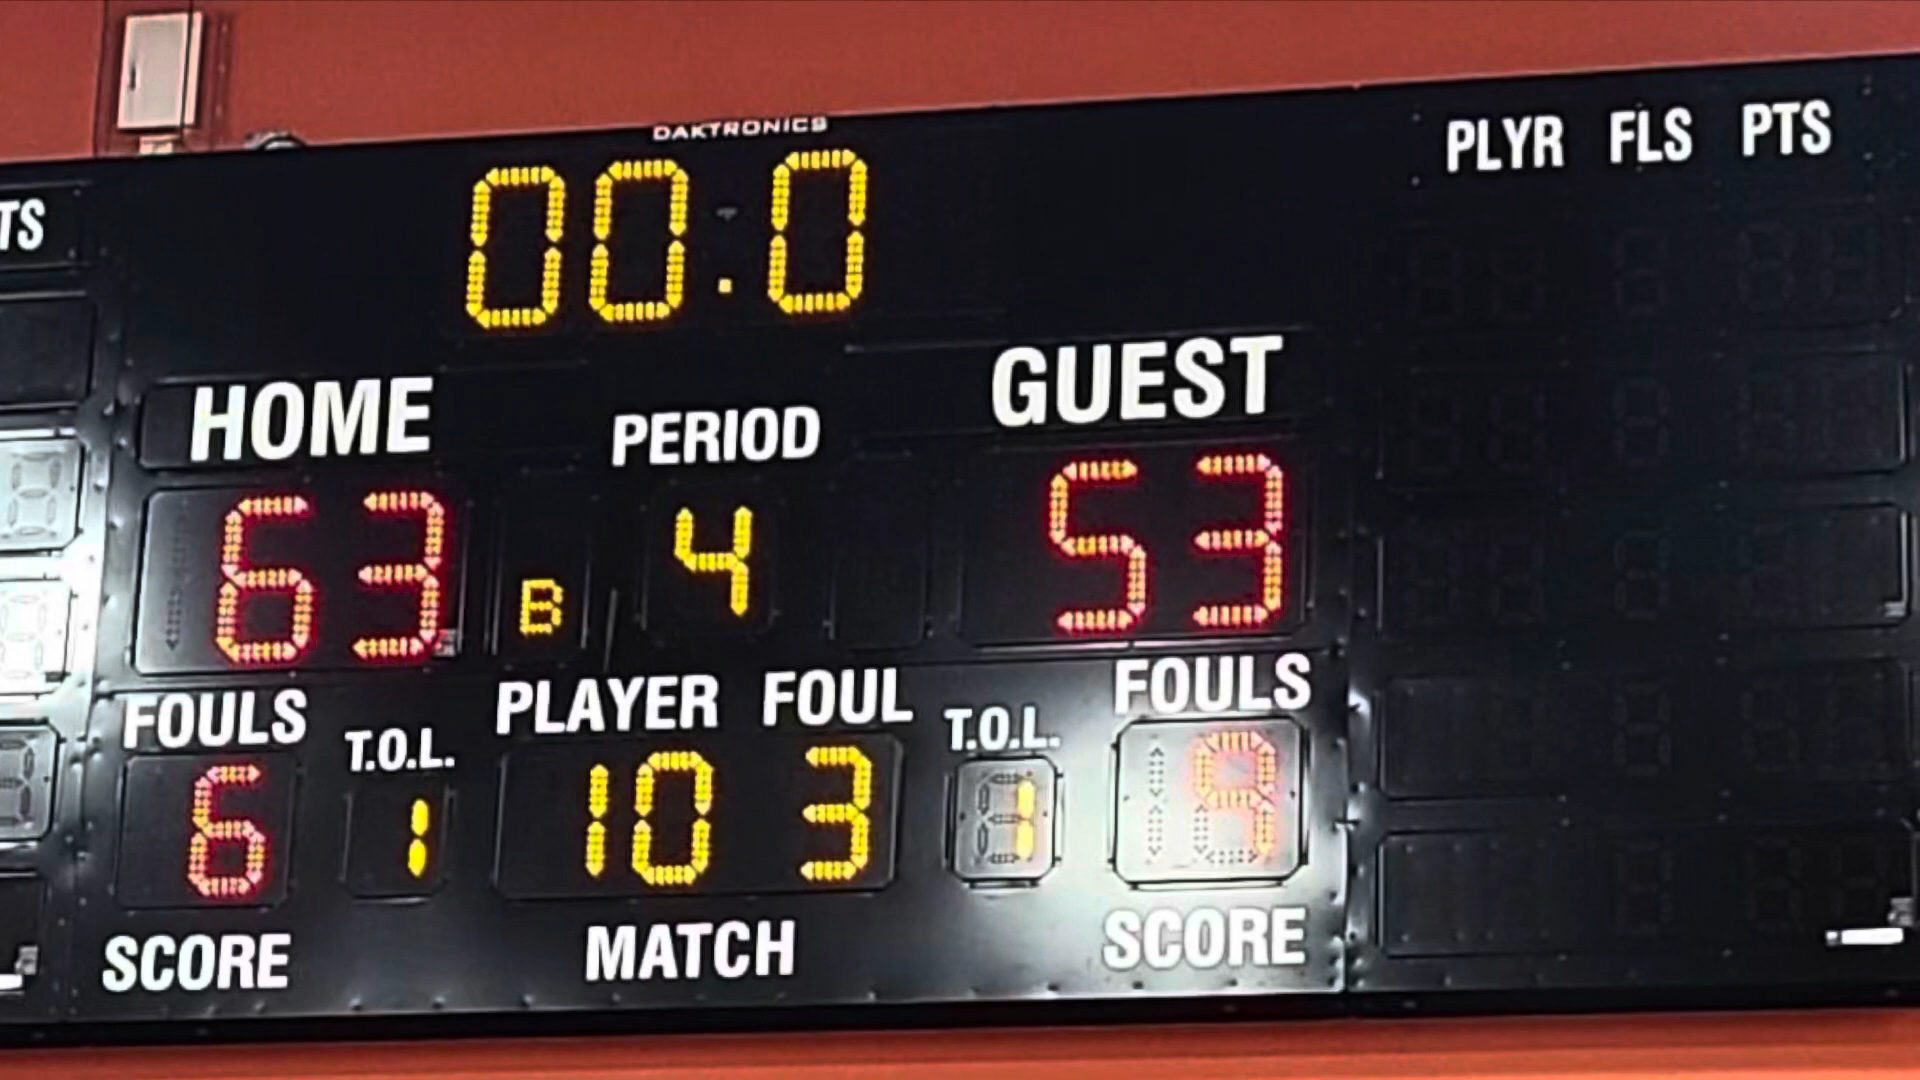 DAKTRONICS
PLYR FLS PTS
TS
00.0
HOME PERIOD GUEST
63 B 4 53
FOULS T.O.L. PLAYER FOUL T.O.L. FOULS
6 1 10 3 1 9
SCORE MATCH SCORE